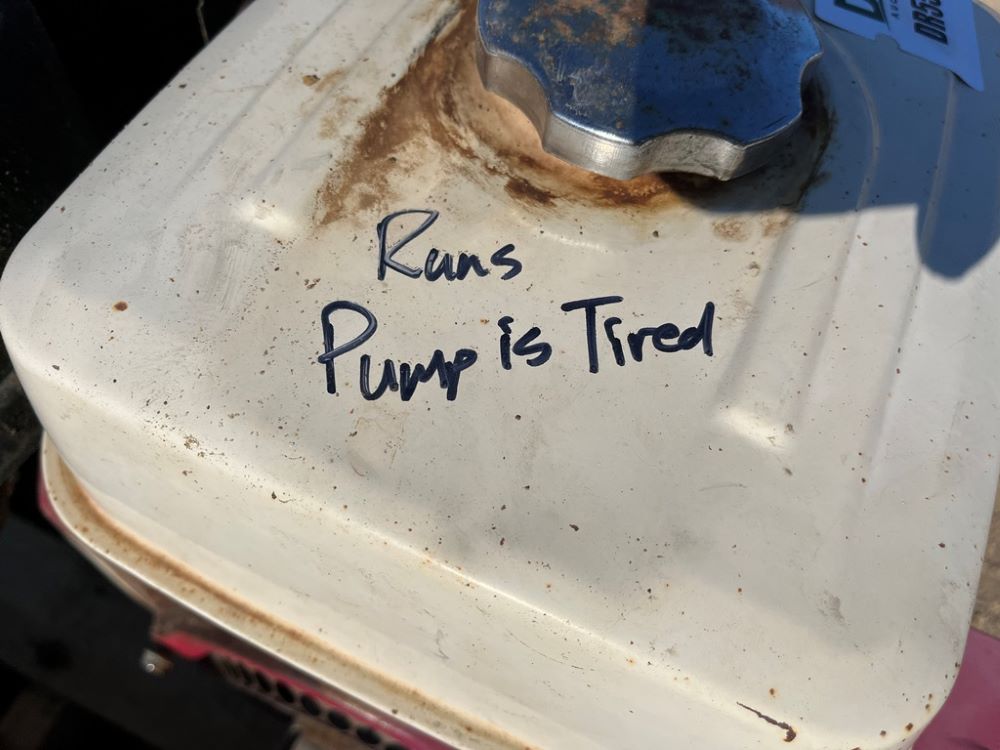 Runs
Pump is Tired